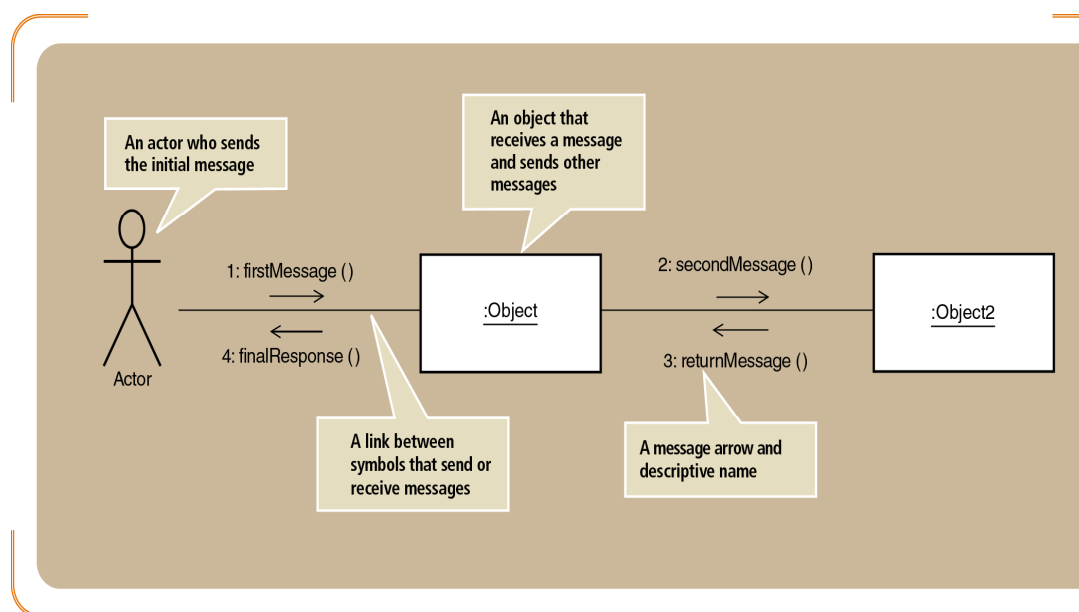 An actor who sends
the initial message
An object that
receives a message
and sends other
messages
1: firstMessage ( )
4: finalResponse ( )
Actor
:Object
2: secondMessage ( )
3: returnMessage ( )
:Object2
A link between
symbols that send or
receive messages
A message arrow and
descriptive name